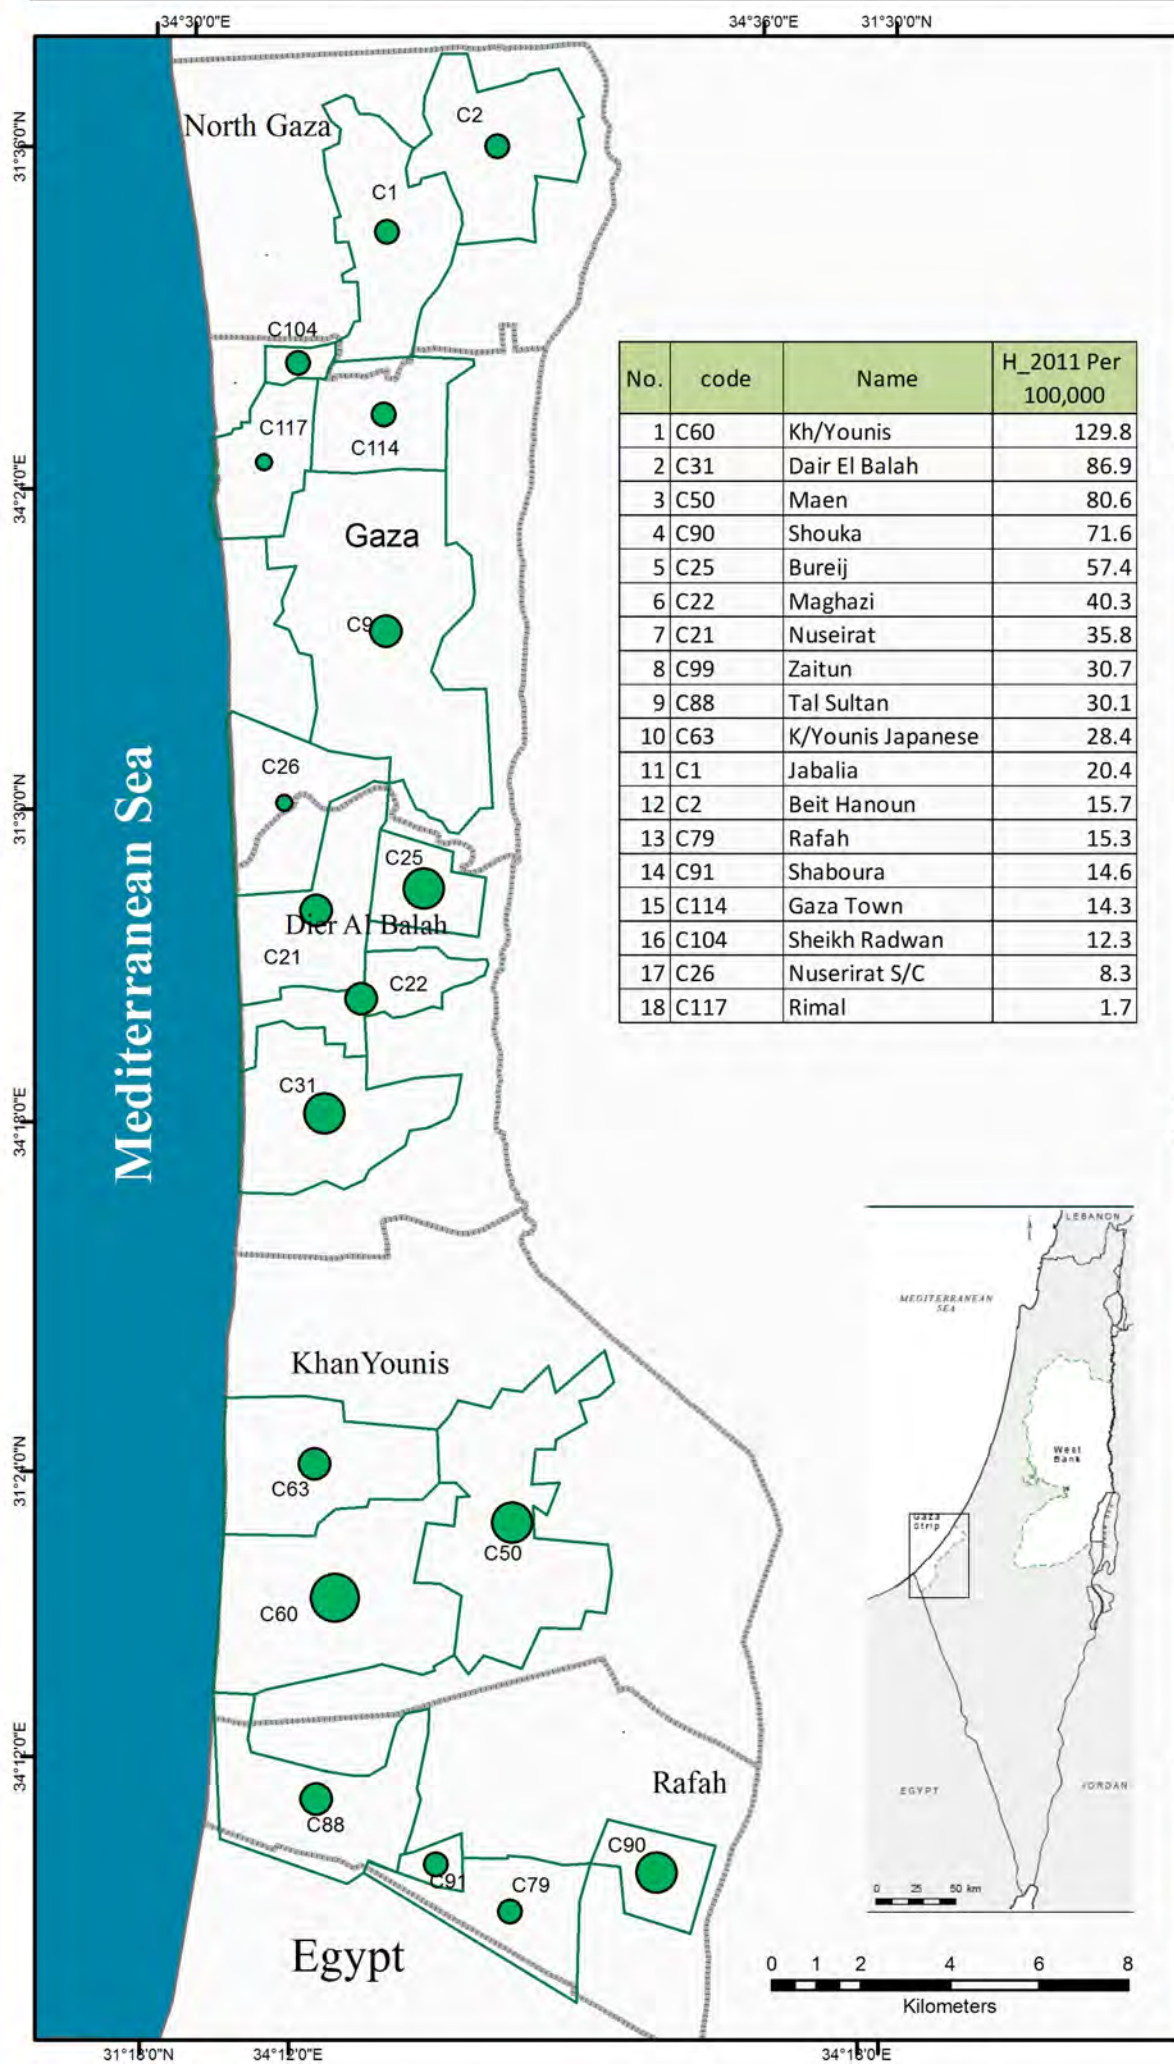 34°30'0"E
34°36'0"E
31°30'0"N
31°36'0"N
34°24'0"E
31°30'0"N
34°18'0"E
31°24'0"N
34°12'0"E
Mediterranean Sea
North Gaza
C2
C1
C104
C117
C114
Gaza
C9
C26
C25
Dier Al Balah
C21
C22
C31
KhanYounis
C63
C50
C60
Rafah
C88
C90
C91
C79
Egypt
No. code Name H_2011 Per 100,000
1 C60 Kh/Younis 129.8
2 C31 Dair El Balah 86.9
3 C50 Maen 80.6
4 C90 Shouka 71.6
5 C25 Bureij 57.4
6 C22 Maghazi 40.3
7 C21 Nuseirat 35.8
8 C99 Zaitun 30.7
9 C88 Tal Sultan 30.1
10 C63 K/Younis Japanese 28.4
11 C1 Jabalia 20.4
12 C2 Beit Hanoun 15.7
13 C79 Rafah 15.3
14 C91 Shaboura 14.6
15 C114 Gaza Town 14.3
16 C104 Sheikh Radwan 12.3
17 C26 Nuserirat S/C 8.3
18 C117 Rimal 1.7
LEBANON
MEDITERRANEAN
SEA
West
Bank
Gaza
Strip
EGYPT
JORDAN
0 25 50 km
0 1 2 4 6 8
Kilometers
31°18'0"N
34°12'0"E
34°18'0"E